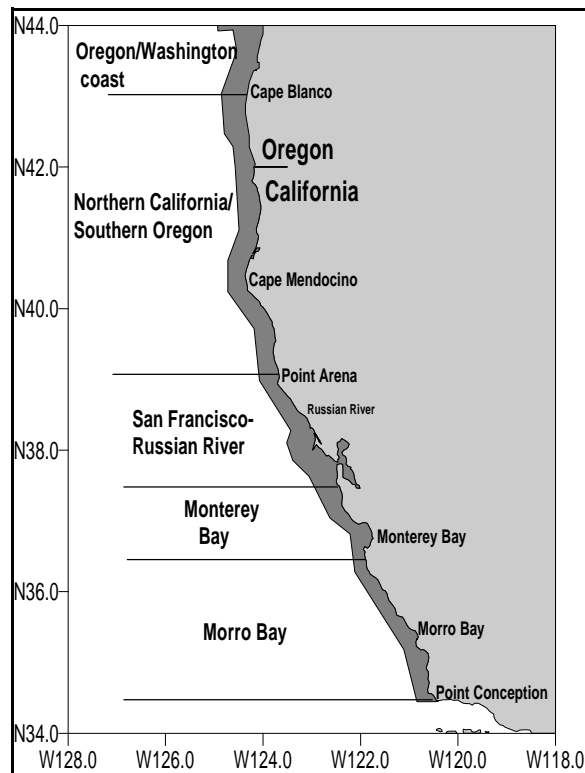 N44.0
Oregon/Washington
coast
Cape Blanco
N42.0
Oregon
California
Northern California/
Southern Oregon
Cape Mendocino
N40.0
Point Arena
Russian River
San Francisco-
Russian River
N38.0
Monterey
Bay
Monterey Bay
N36.0
Morro Bay
Morro Bay
Point Conception
N34.0
W128.0 W126.0 W124.0 W122.0 W120.0 W118.0